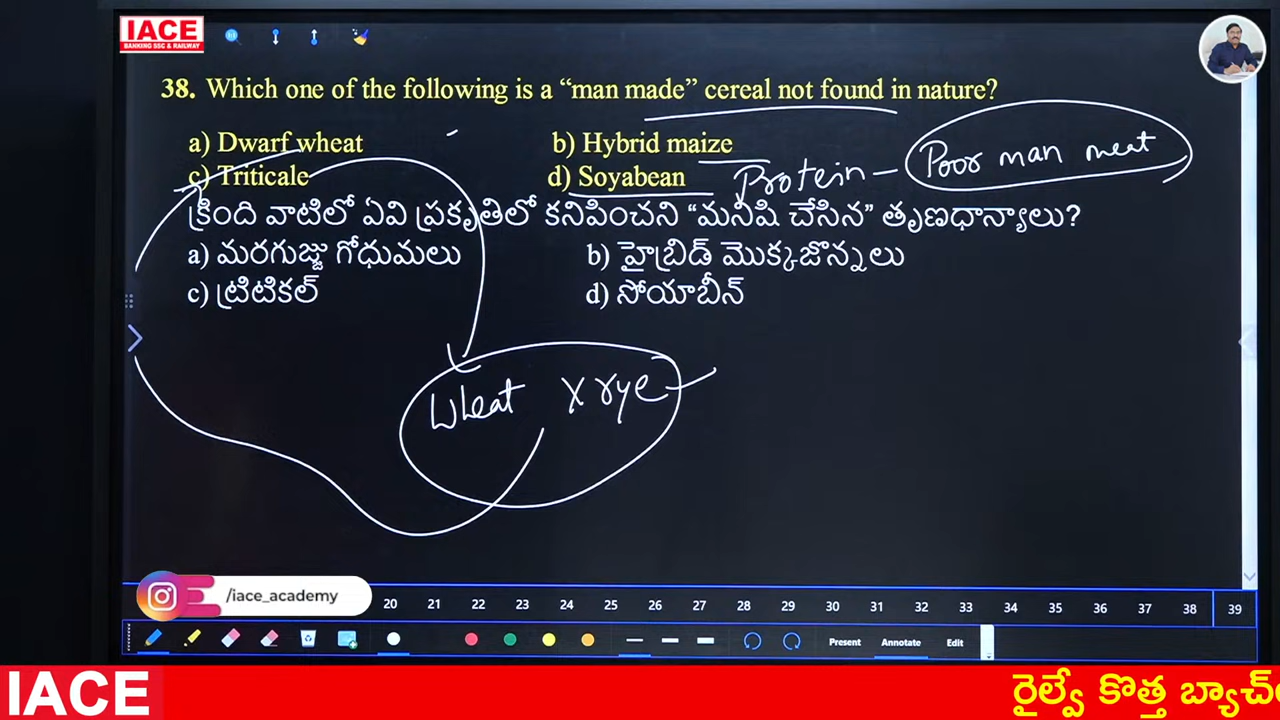 IACE
BANKING SSC & RAILWAY
38. Which one of the following is a “man made” cereal not found in nature?
a) Dwarf wheat b) Hybrid maize
c) Triticale d) Soyabean Protein – Poor man meat
క్రింది వాటిలో ఏవి ప్రకృతిలో కనిపించని “మనిషి చేసిన” తృణధాన్యాలు?
a) మరగుజ్జు గోధుమలు b) హైబ్రిడ్ మొక్కజొన్నలు
c) ట్రిటికల్ d) సోయాబీన్
Wheat X rye
/iace_academy 20 21 22 23 24 25 26 27 28 29 30 31 32 33 34 35 36 37 38 39
Present Annotate Edit
IACE రైల్వే కొత్త బ్యాచ్